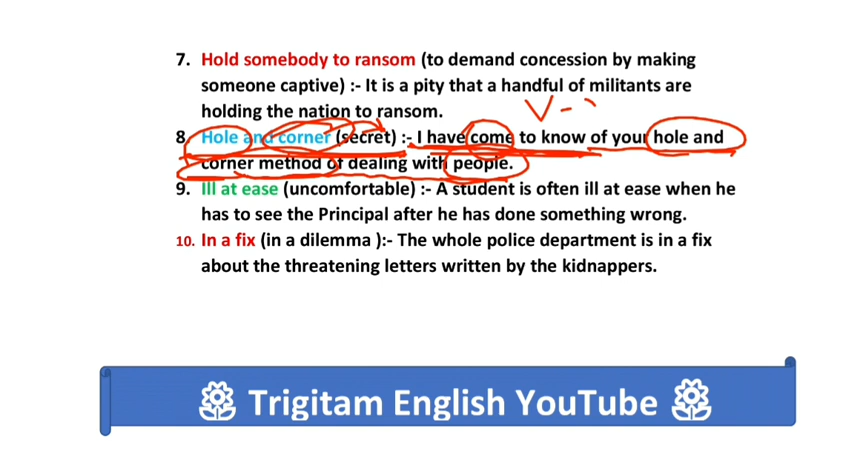 7. Hold somebody to ransom (to demand concession by making
someone captive) :- It is a pity that a handful of militants are
holding the nation to ransom.
V -
8. Hole and corner (secret) :- I have come to know of your hole and
corner method of dealing with people.
9. Ill at ease (uncomfortable) :- A student is often ill at ease when he
has to see the Principal after he has done something wrong.
10. In a fix (in a dilemma ):- The whole police department is in a fix
about the threatening letters written by the kidnappers.
Trigitam English YouTube